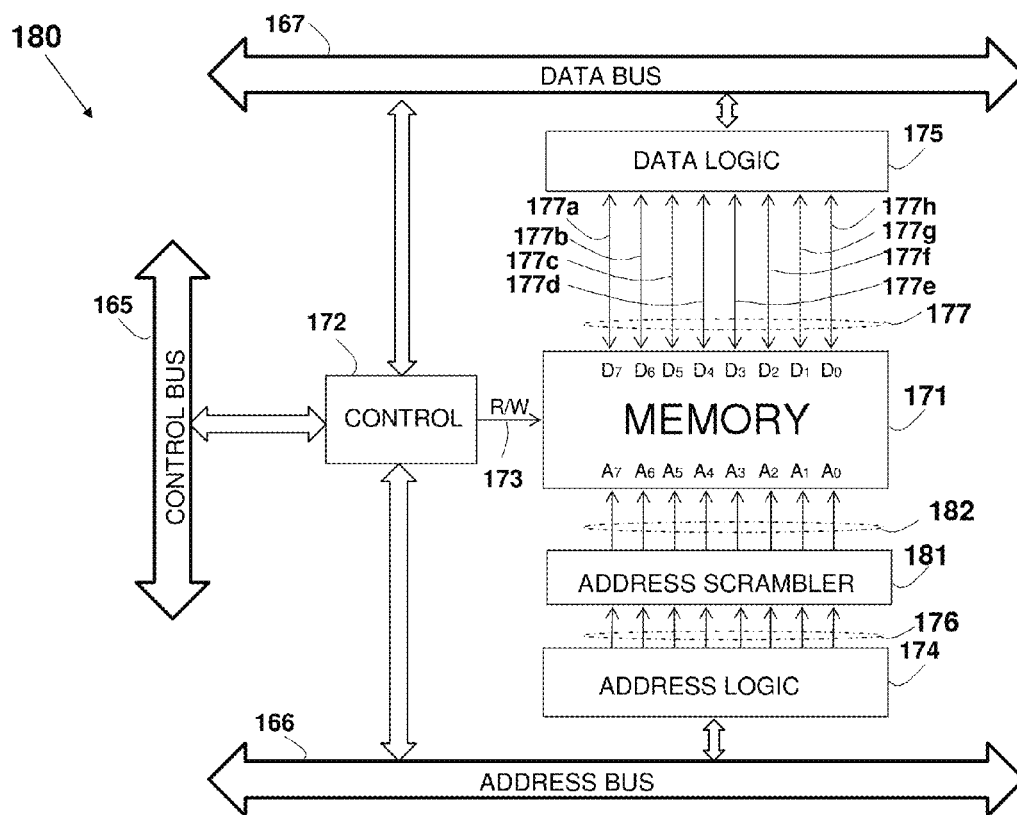 180
167
DATA BUS
DATA LOGIC
175
177a
177b
177c
177d
177h
177g
177f
177e
177
165
CONTROL BUS
172
CONTROL
R/W
173
D7 D6 D5 D4 D3 D2 D1 D0
MEMORY
A7 A6 A5 A4 A3 A2 A1 A0
171
182
181
ADDRESS SCRAMBLER
176
174
ADDRESS LOGIC
166
ADDRESS BUS